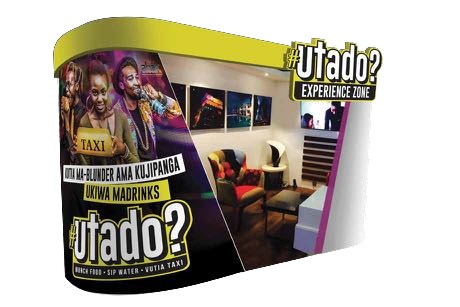 #utado?
EXPERIENCE ZONE
TAXI
VUTIA MA-BLUNDER AMA KUJIPANGA
UKIWA MADRINKS
#utado?
MUNCH FOOD • SIP WATER • VUTIA TAXI